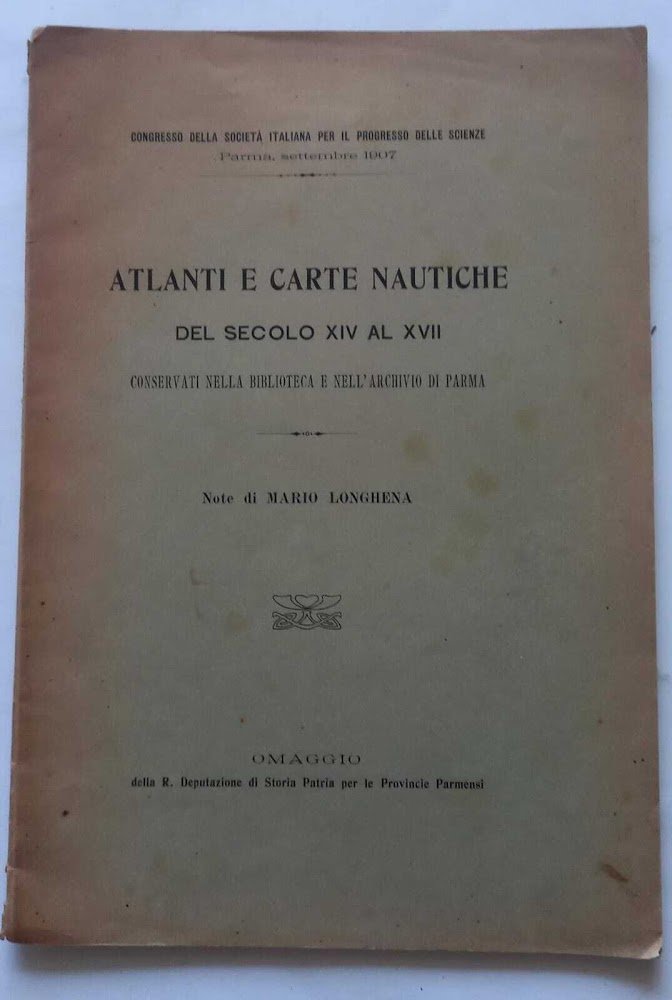 CONGRESSO DELLA SOCIETÀ ITALIANA PER IL PROGRESSO DELLE SCIENZE
Parma, settembre 1907
ATLANTI E CARTE NAUTICHE
DEL SECOLO XIV AL XVII
CONSERVATI NELLA BIBLIOTECA E NELL'ARCHIVIO DI PARMA
Note di MARIO LONGHENA
OMAGGIO
della R. Deputazione di Storia Patria per le Provincie Parmensi